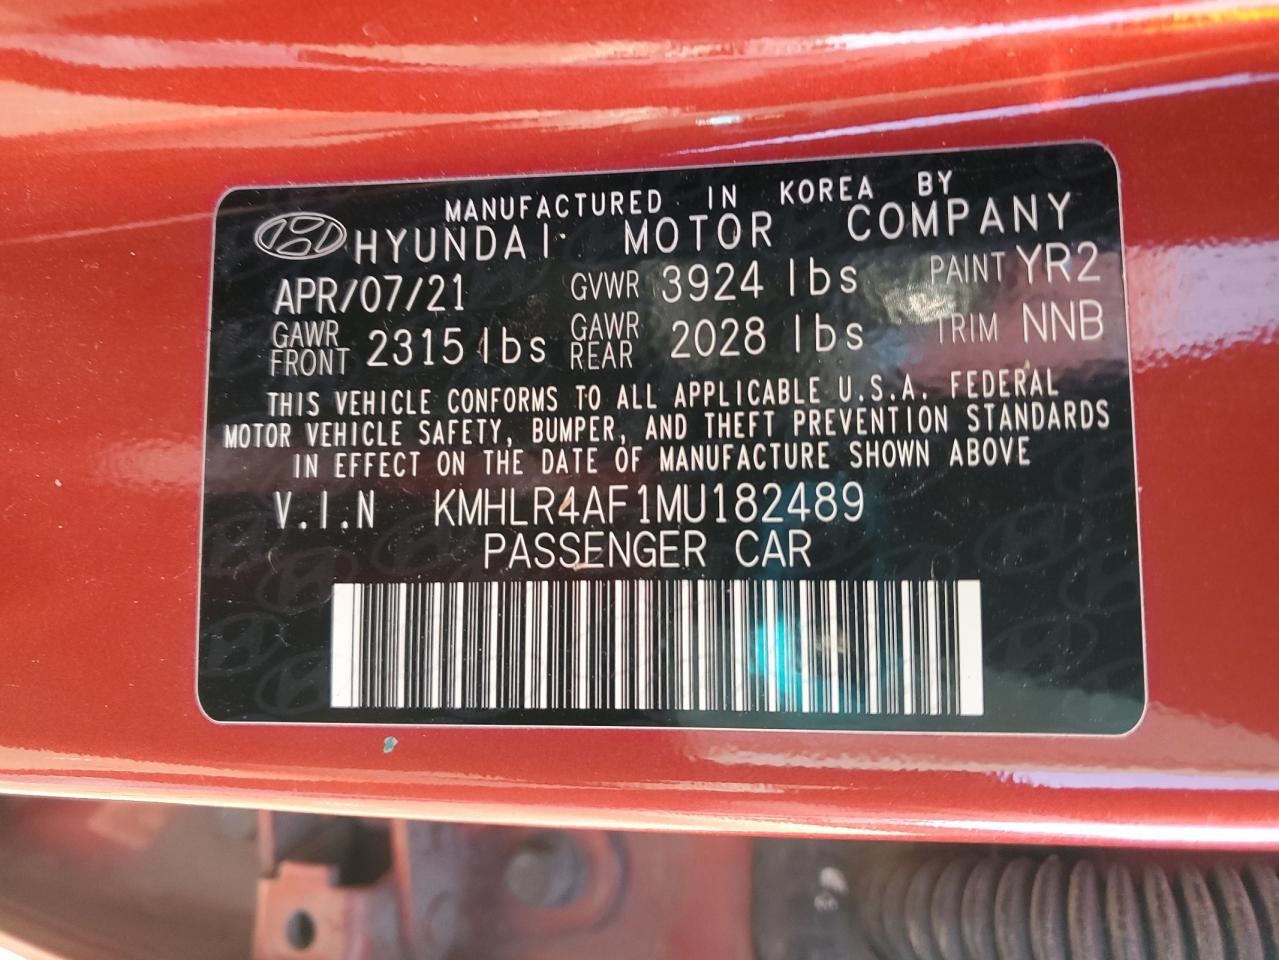 MANUFACTURED IN KOREA BY
HYUNDAI MOTOR COMPANY
APR/07/21 GVWR 3924 lbs PAINT YR2
GAWR FRONT 2315 lbs GAWR REAR 2028 lbs TRIM NNB
THIS VEHICLE CONFORMS TO ALL APPLICABLE U.S.A. FEDERAL
MOTOR VEHICLE SAFETY, BUMPER, AND THEFT PREVENTION STANDARDS
IN EFFECT ON THE DATE OF MANUFACTURE SHOWN ABOVE
V.I.N KMHLR4AF1MU182489
PASSENGER CAR